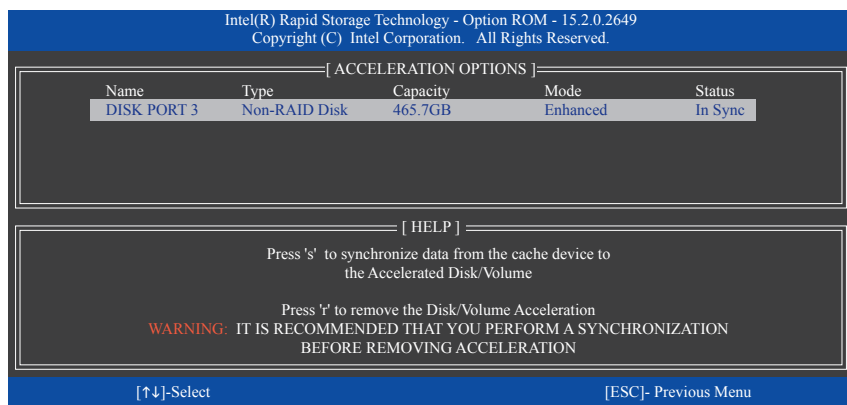 Intel(R) Rapid Storage Technology - Option ROM - 15.2.0.2649
Copyright (C) Intel Corporation. All Rights Reserved.
[ ACCELERATION OPTIONS ]
Name Type Capacity Mode Status
DISK PORT 3 Non-RAID Disk 465.7GB Enhanced In Sync
[ HELP ]
Press 's' to synchronize data from the cache device to
the Accelerated Disk/Volume
Press 'r' to remove the Disk/Volume Acceleration
WARNING: IT IS RECOMMENDED THAT YOU PERFORM A SYNCHRONIZATION
BEFORE REMOVING ACCELERATION
[↑↓]-Select [ESC]- Previous Menu